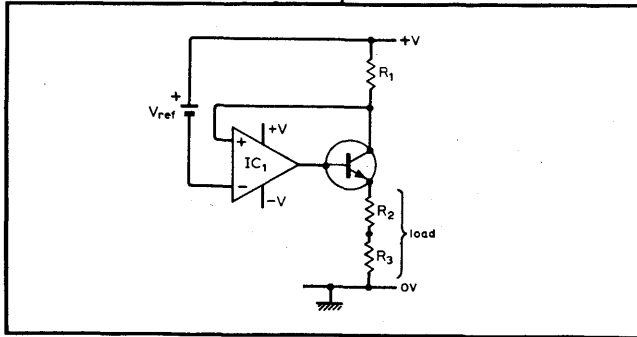 +V
R1
+
Vref
+V
+
IC1
−
−V
R2
load
R3
0V